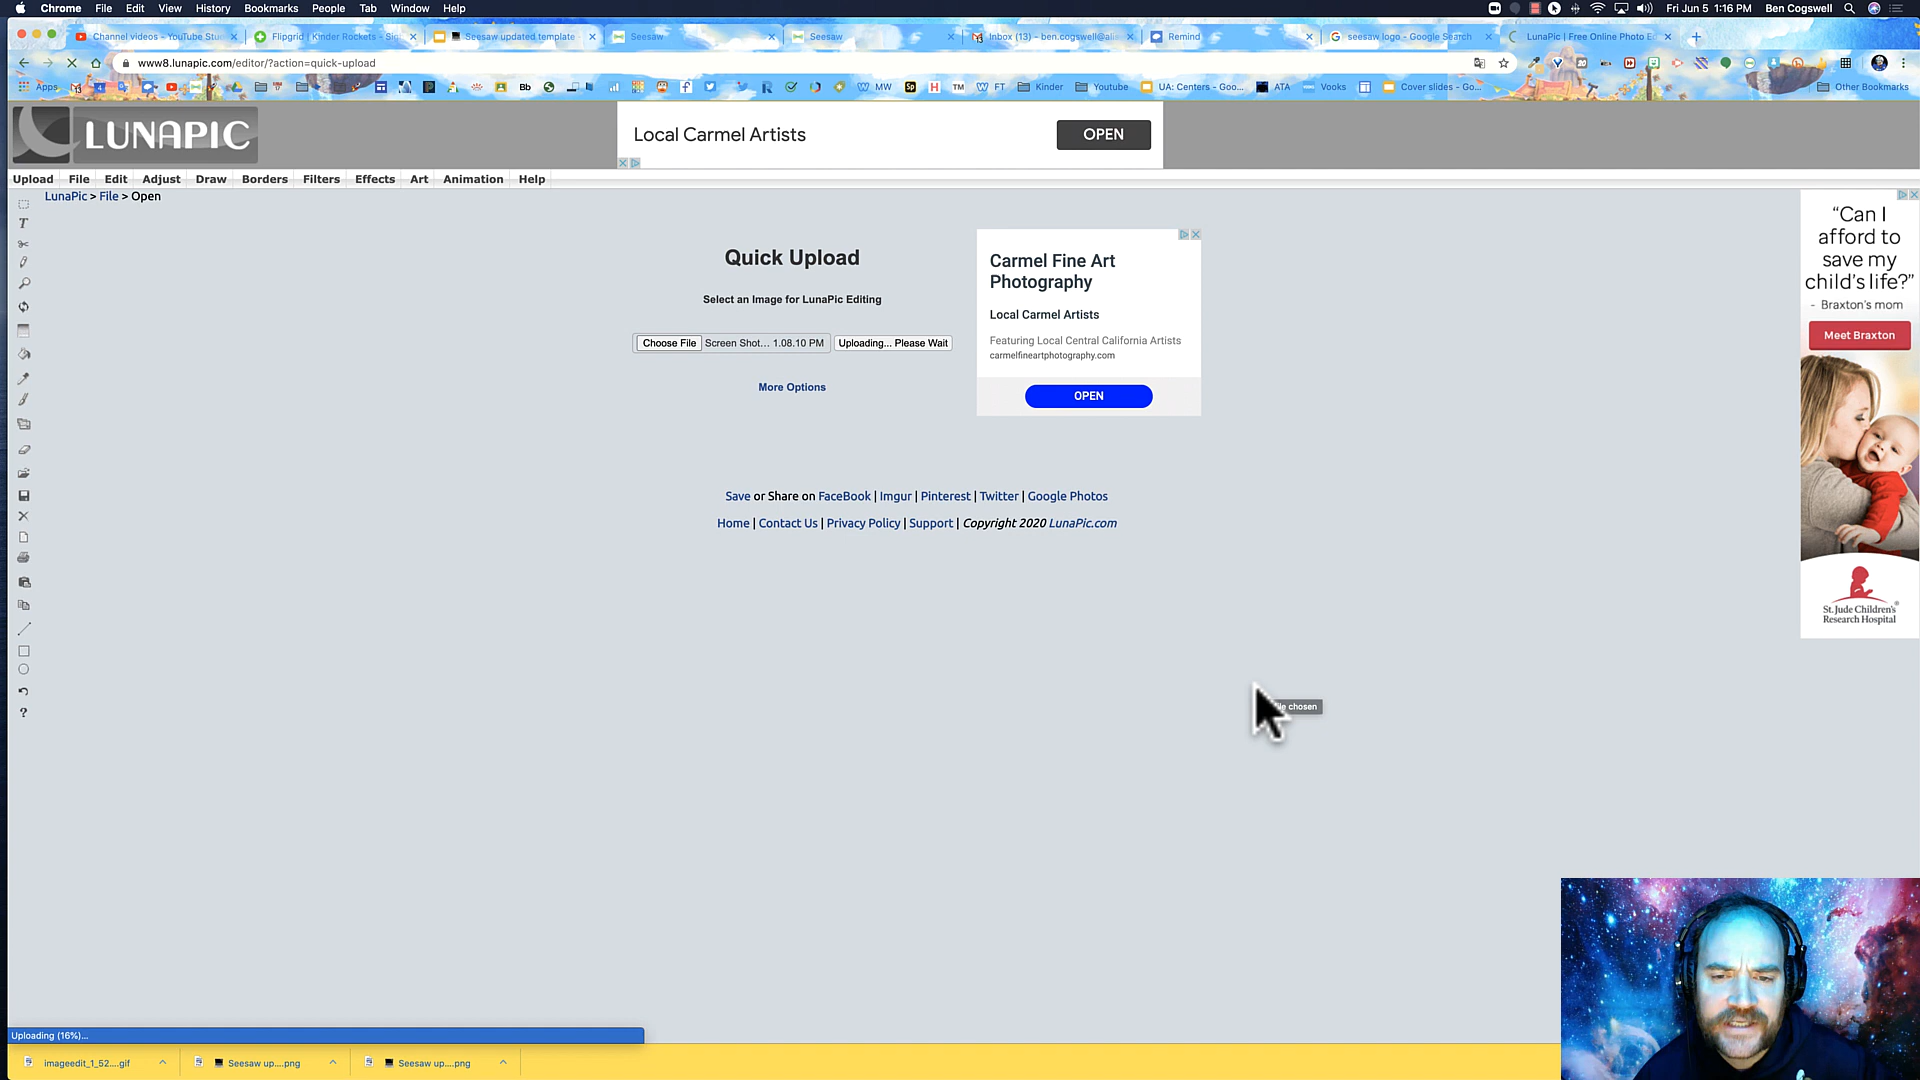 Chrome File Edit View History Bookmarks People Tab Window Help Fri Jun 5 1:16 PM Ben Cogswell
Channel videos - YouTube Stu Flipgrid | Kinder Rockets - Si Seesaw updated template Seesaw Seesaw Inbox (13) - ben.cogswell@ali Remind seesaw logo - Google Search LunaPic | Free Online Photo E
www8.lunapic.com/editor/?action=quick-upload
Apps Bb MW Sp H TM FT Kinder Youtube UA: Centers - Goo... ATA Vooks Cover slides - Go... Other Bookmarks
LUNAPIC
Local Carmel Artists
OPEN
Upload File Edit Adjust Draw Borders Filters Effects Art Animation Help
LunaPic > File > Open
Quick Upload
Select an Image for LunaPic Editing
Choose File Screen Shot... 1.08.10 PM Uploading... Please Wait
More Options
Carmel Fine Art
Photography
Local Carmel Artists
Featuring Local Central California Artists
carmelfineartphotography.com
OPEN
Save or Share on FaceBook | Imgur | Pinterest | Twitter | Google Photos
Home | Contact Us | Privacy Policy | Support | Copyright 2020 LunaPic.com
“Can I
afford to
save my
child’s life?”
- Braxton’s mom
Meet Braxton
St. Jude Children’s
Research Hospital
chosen
Uploading (16%)...
imageedit_1_52....gif Seesaw up....png Seesaw up....png